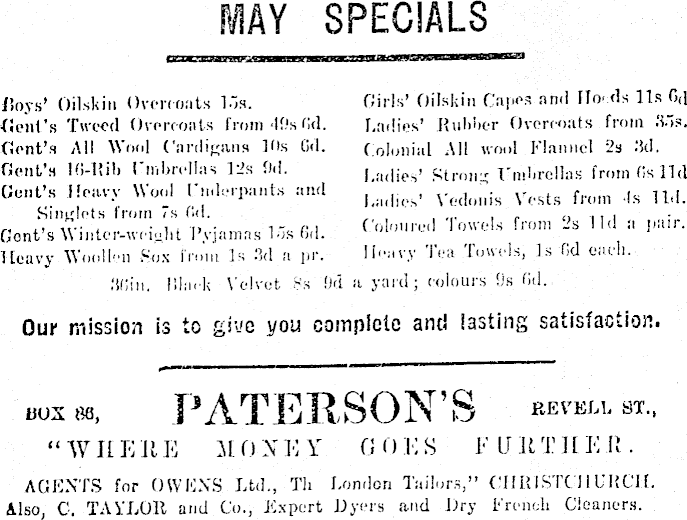 MAY SPECIALS
Boys' Oilskin Overcoats 15s.
Gent's Tweed Overcoats from 49s 6d.
Gent's All Wool Cardigans 10s 6d.
Gent's 16-Rib Umbrellas 12s 9d.
Gent's Heavy Wool Underpants and
Singlets from 7s 6d.
Gent's Winter-weight Pyjamas 15s 6d.
Heavy Woollen Sox from 1s 3d a pr.
Girls' Oilskin Capes and Hoods 11s 6d
Ladies' Rubber Overcoats from 35s.
Colonial All wool Flannel 2s 3d.
Ladies' Strong Umbrellas from 6s 11d
Ladies' Vedonis Vests from 4s 11d.
Coloured Towels from 2s 11d a pair.
Heavy Tea Towels, 1s 6d each.
36in. Black Velvet 8s 9d a yard; colours 9s 6d.
Our mission is to give you complete and lasting satisfaction.
BOX 86, PATERSON'S REVELL ST.,
"WHERE MONEY GOES FURTHER.
AGENTS for OWENS Ltd., Th London Tailors," CHRISTCHURCH.
Also, C. TAYLOR and Co., Expert Dyers and Dry French Cleaners.